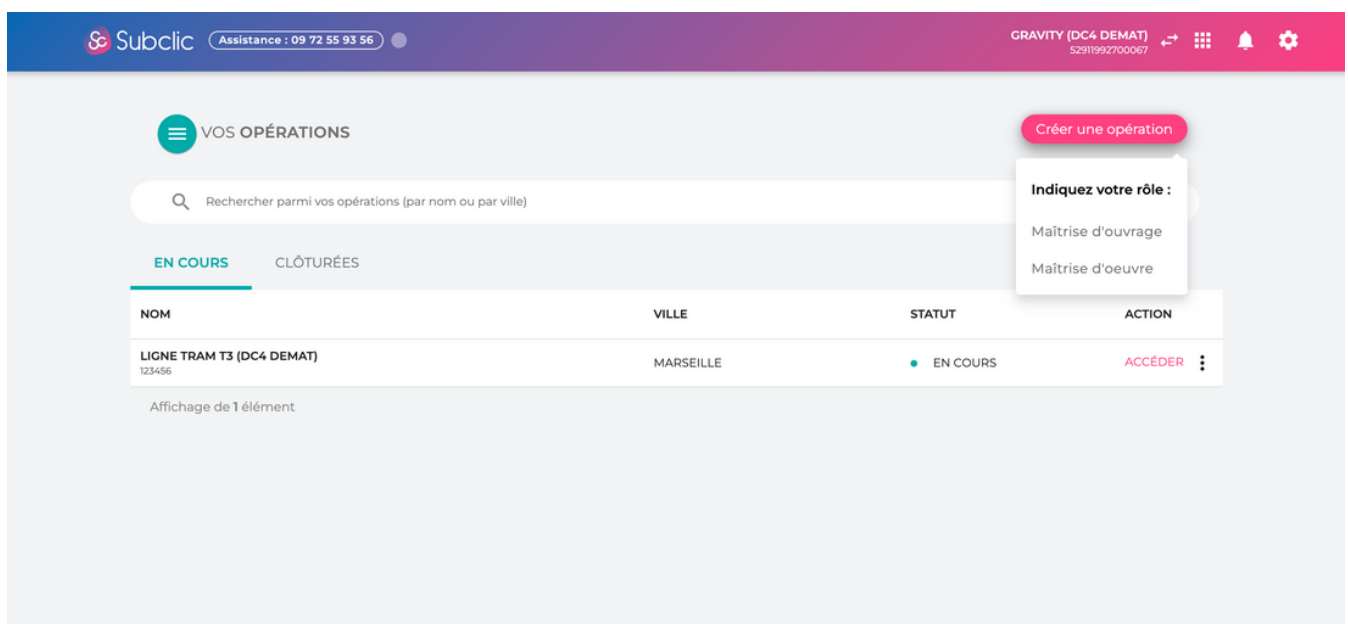 Sc Subclic
Assistance : 09 72 55 93 56
GRAVITY (DC4 DEMAT)
52911992700067
VOS OPÉRATIONS
Créer une opération
Indiquez votre rôle :
Maîtrise d'ouvrage
Maîtrise d'oeuvre
Rechercher parmi vos opérations (par nom ou par ville)
EN COURS
CLÔTURÉES
NOM
VILLE
STATUT
ACTION
LIGNE TRAM T3 (DC4 DEMAT)
123456
MARSEILLE
EN COURS
ACCÉDER
Affichage de 1 élément